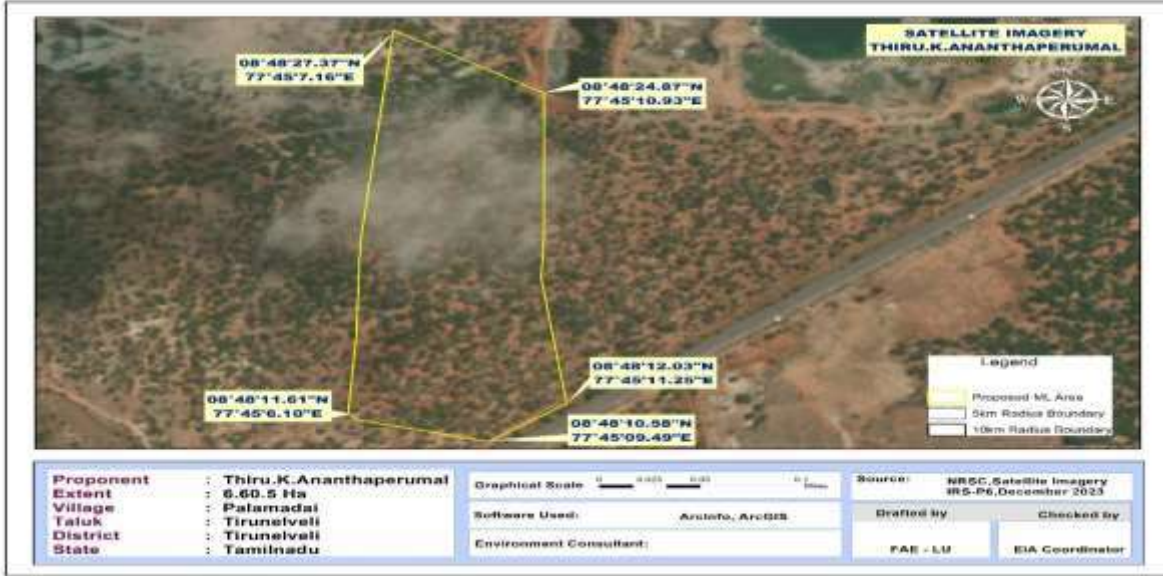 SATELLITE IMAGERY
THIRU.K.ANANTHAPERUMAL
08°48'27.37"N
77°45'7.16"E
08°48'24.87"N
77°45'10.93"E
W E
S
08°48'12.03"N
77°45'11.25"E
08°48'11.61"N
77°45'6.10"E
08°48'10.58"N
77°45'09.49"E
Legend
Proposed ML Area
5km Radius Boundary
10km Radius Boundary
Proponent : Thiru.K.Ananthaperumal
Extent : 6.60.5 Ha
Village : Palamadai
Taluk : Tirunelveli
District : Tirunelveli
State : Tamilnadu
Graphical Scale
Software Used: ArcInfo, ArcGIS
Environment Consultant:
Source: NRSC,Satellite Imagery
IRS-P6,December 2023
Drafted by Checked by
FAE - LU EIA Coordinator